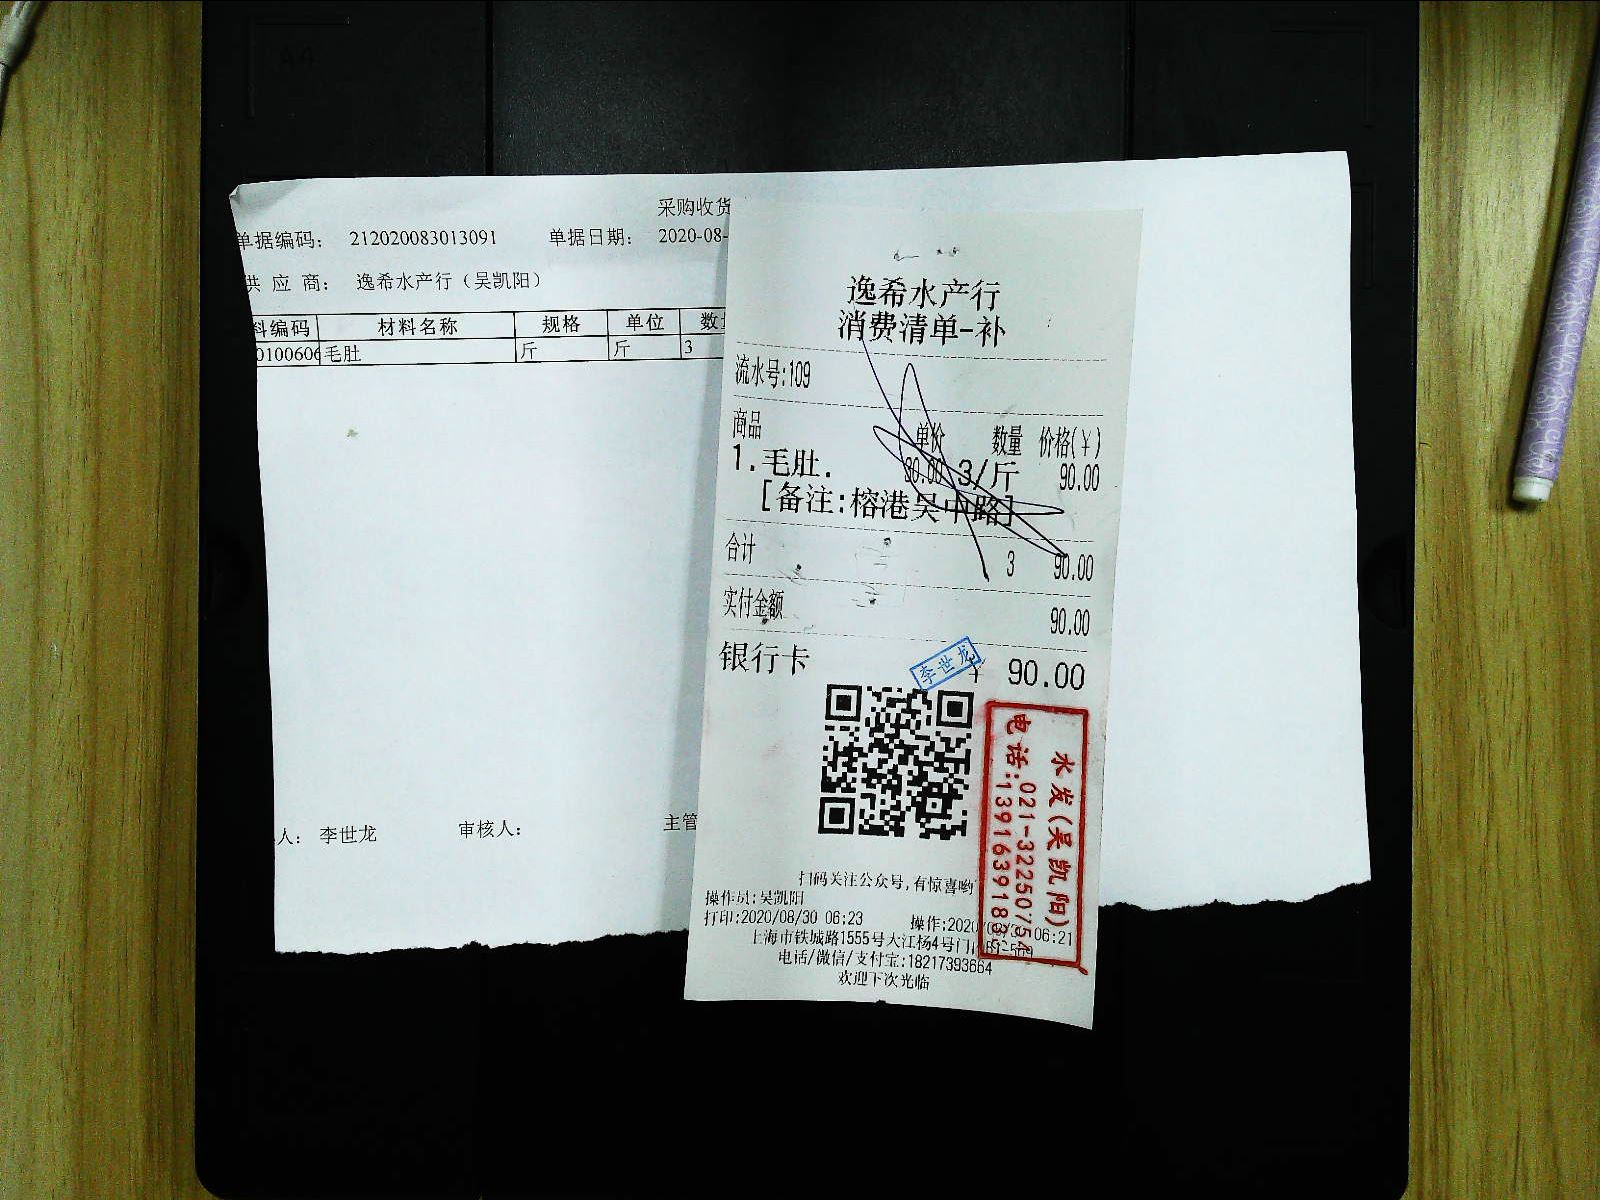 采购收货
单据编码： 212020083013091 单据日期： 2020-08-
供 应 商： 逸希水产行（吴凯阳）
料编码 材料名称 规格 单位 数
0100606 毛肚 斤 斤 3
人： 李世龙 审核人： 主管
逸希水产行
消费清单-补
流水号:109
商品 单价 数量 价格(¥)
1.毛肚. 30.00 3/斤 90.00
[备注:榕港吴中路]
合计 3 90.00
实付金额 90.00
银行卡 ¥ 90.00
李世龙
水发(吴凯阳)
电话:021-32250754
13916391883
扫码关注公众号,有惊喜哟
操作员:吴凯阳
打印:2020/08/30 06:23 操作:2020 06:21
上海市铁城路1555号大江杨4号门
电话/微信/支付宝:18217393664
欢迎下次光临
A4